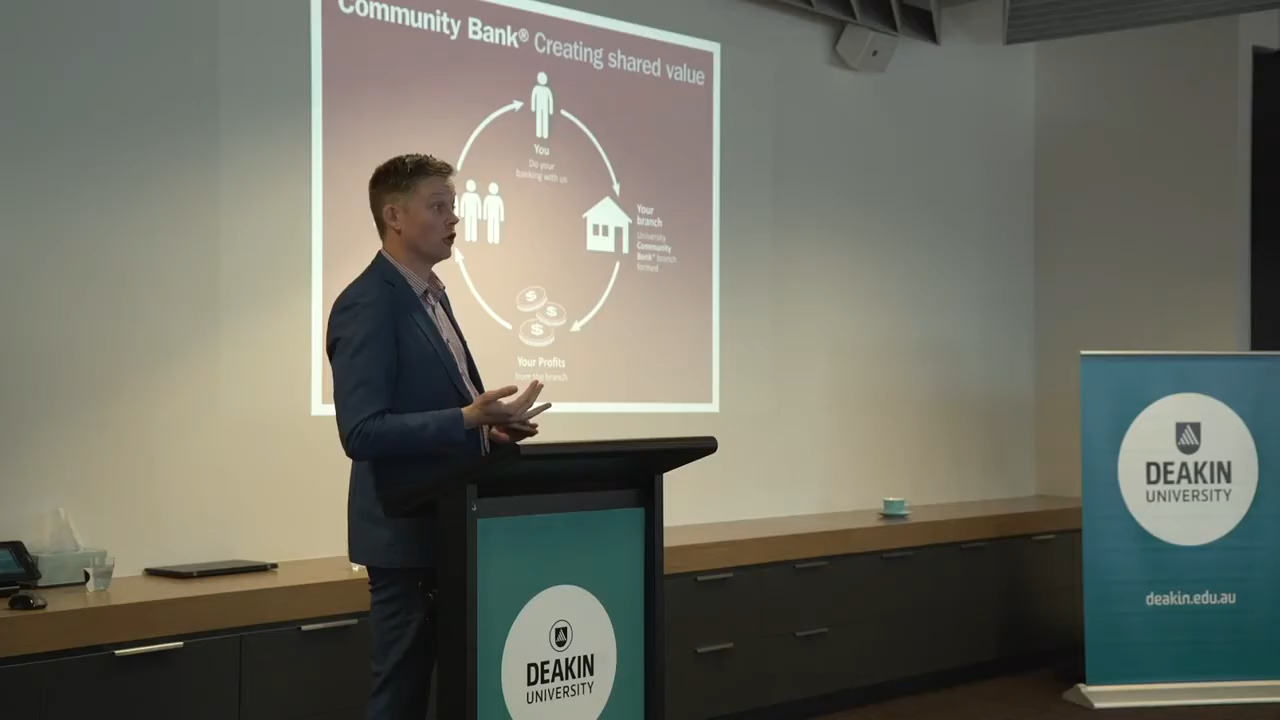 Community Bank® Creating shared value
You
Do your
banking with us
Your
branch
University
Community
Bank® branch
formed
$
$
$
Your Profits
from the branch
DEAKIN
UNIVERSITY
DEAKIN
UNIVERSITY
deakin.edu.au